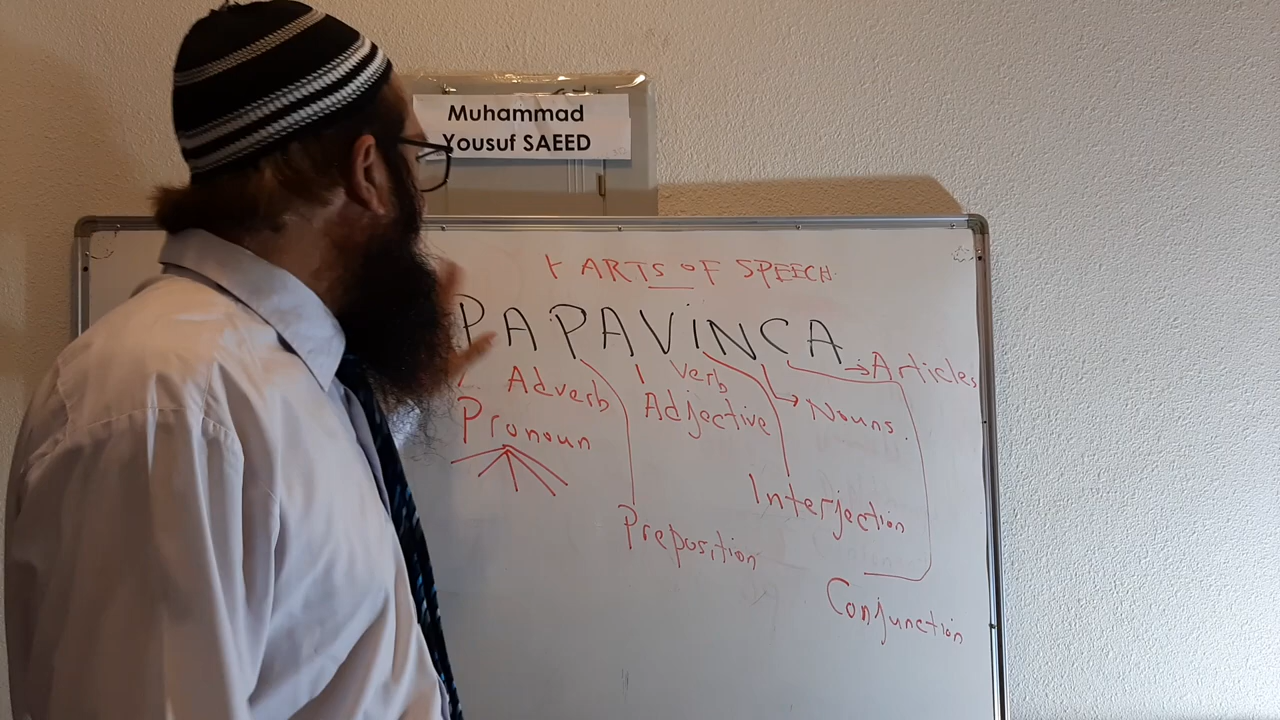 Muhammad
Yousuf SAEED
PARTS OF SPEECH
PAPAVINCA
Articles
Adverb
Verb
Pronoun
Adjective
Nouns.
Interjection
Preposition
Conjunction